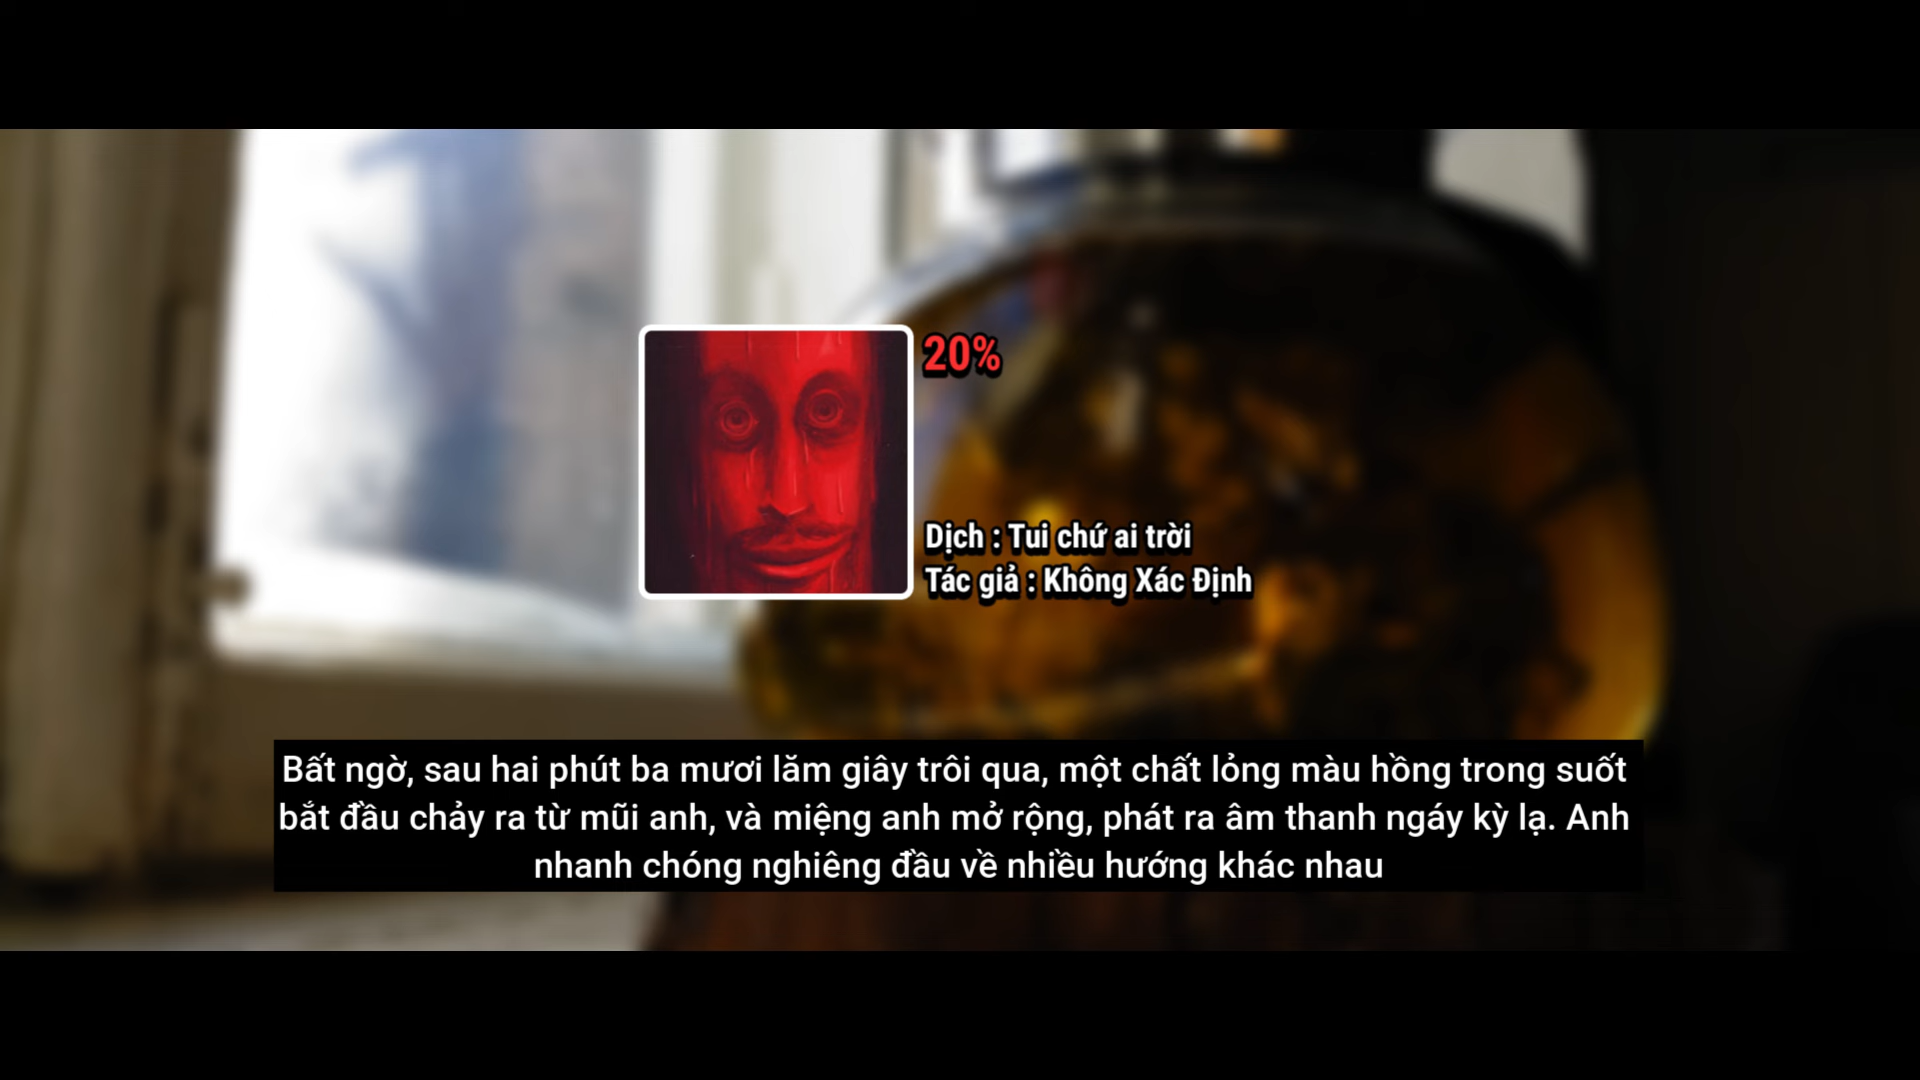 20%
Dịch : Tui chứ ai trời
Tác giả : Không Xác Định
Bất ngờ, sau hai phút ba mươi lăm giây trôi qua, một chất lỏng màu hồng trong suốt
bắt đầu chảy ra từ mũi anh, và miệng anh mở rộng, phát ra âm thanh ngáy kỳ lạ. Anh
nhanh chóng nghiêng đầu về nhiều hướng khác nhau